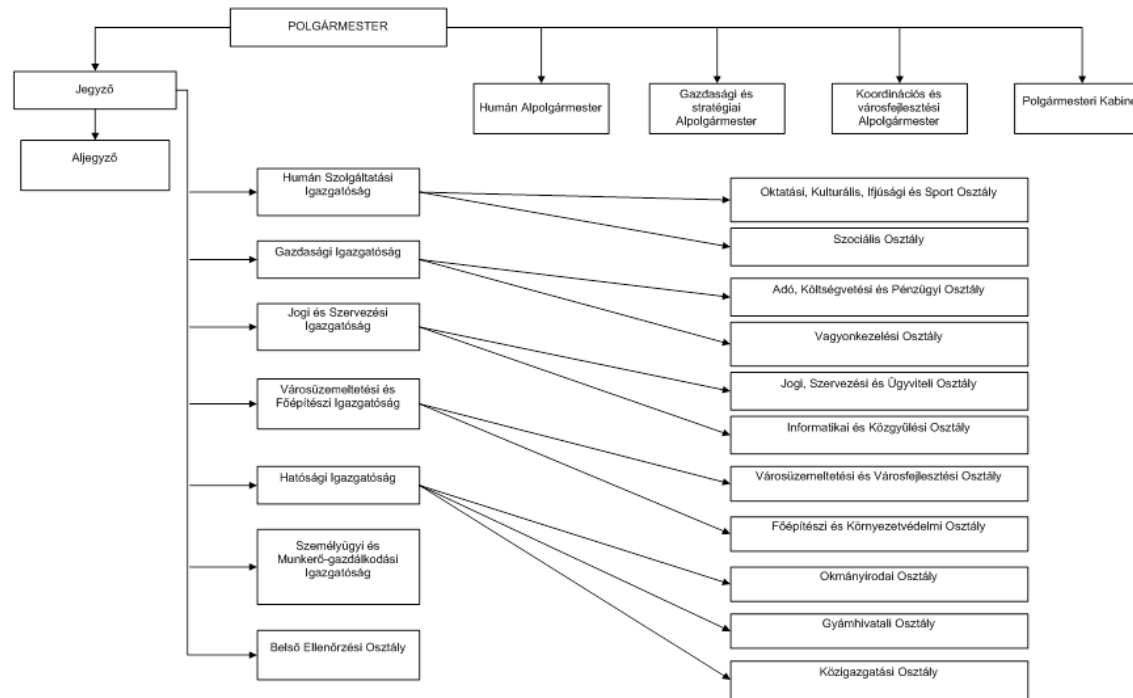 POLGÁRMESTER
Jegyző
Humán Alpolgármester
Gazdasági és
stratégiai
Alpolgármester
Koordinációs és
városfejlesztési
Alpolgármester
Polgármesteri Kabine
Aljegyző
Humán Szolgáltatási
Igazgatóság
Gazdasági Igazgatóság
Jogi és Szervezési
Igazgatóság
Városüzemeltetési és
Főépítészi Igazgatóság
Hatósági Igazgatóság
Személyügyi és
Munkerő-gazdálkodási
Igazgatóság
Belső Ellenőrzési Osztály
Oktatási, Kulturális, Ifjúsági és Sport Osztály
Szociális Osztály
Adó, Költségvetési és Pénzügyi Osztály
Vagyonkezelési Osztály
Jogi, Szervezési és Ügyviteli Osztály
Informatikai és Közgyűlési Osztály
Városüzemeltetési és Városfejlesztési Osztály
Főépítészi és Környezetvédelmi Osztály
Okmányirodai Osztály
Gyámhivatali Osztály
Közigazgatási Osztály